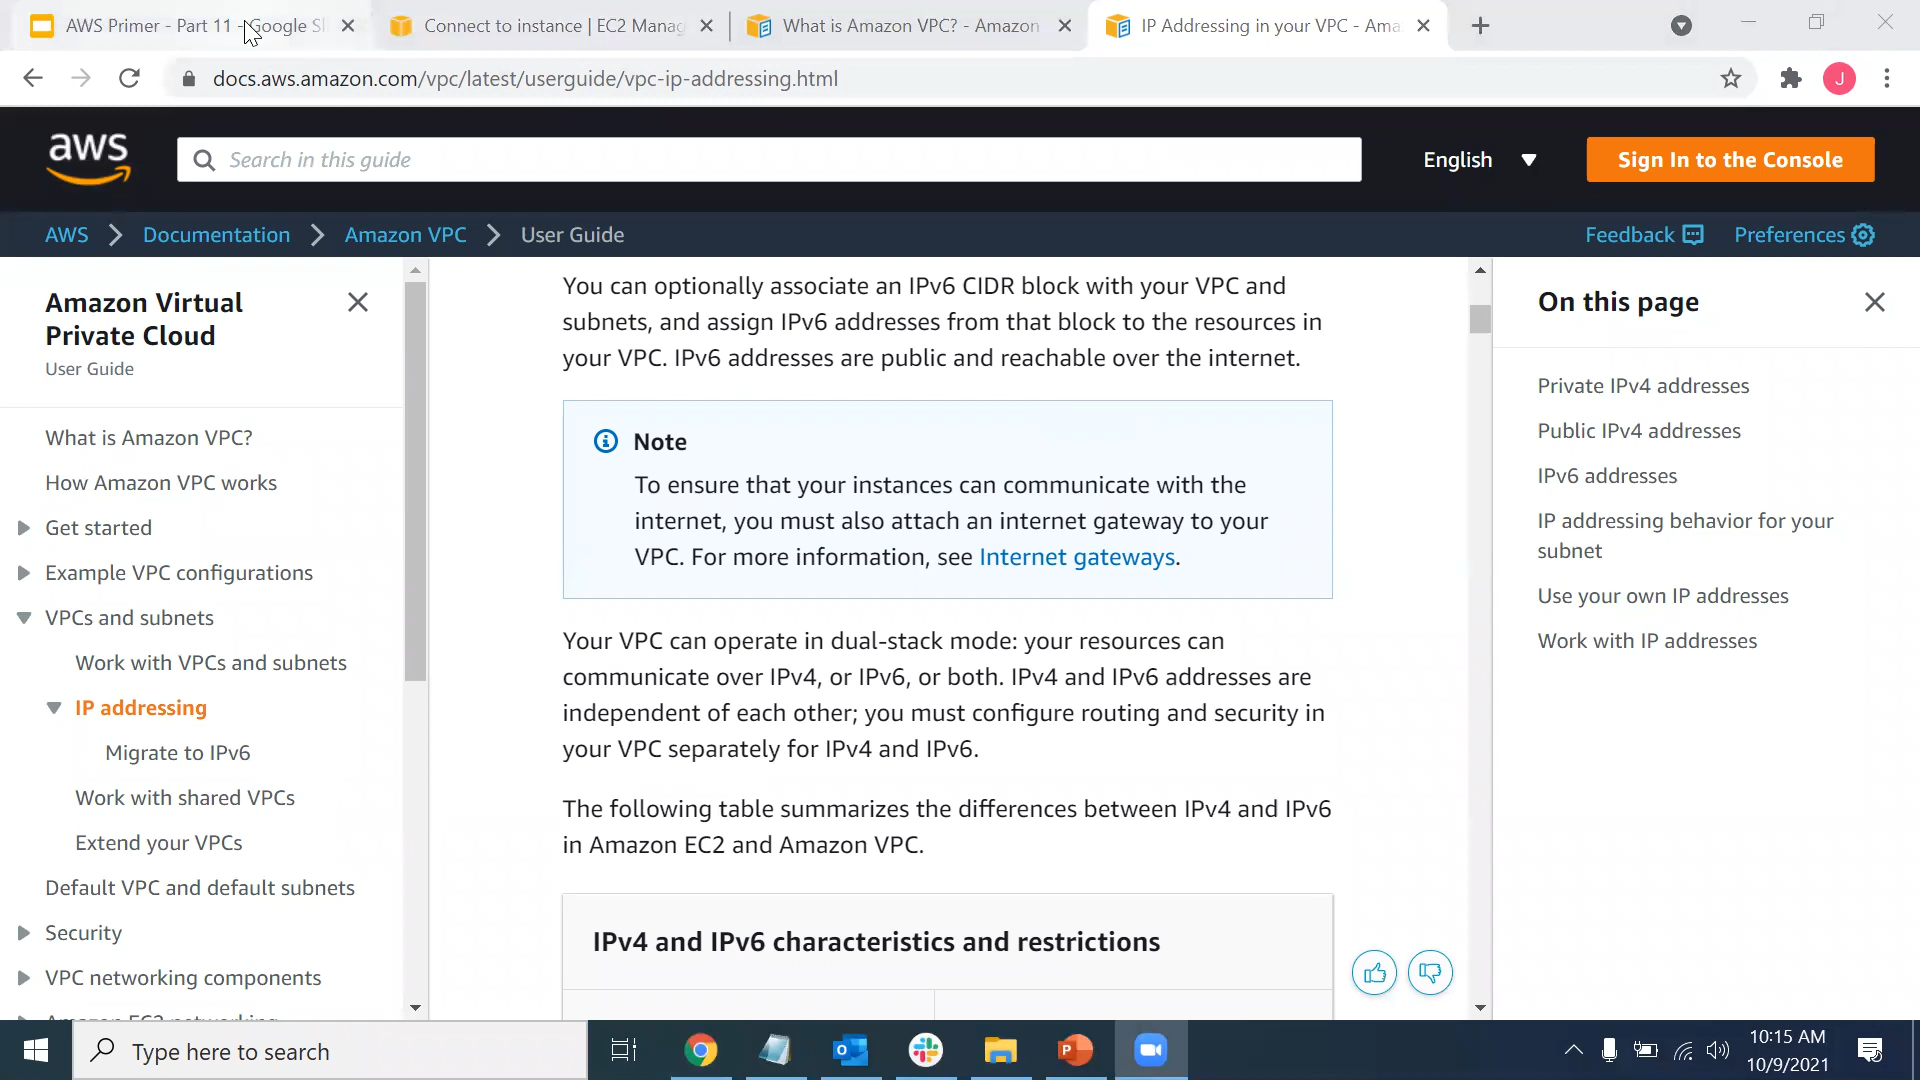 AWS Primer - Part 11 - Google Sl
Connect to instance | EC2 Manag
What is Amazon VPC? - Amazon
IP Addressing in your VPC - Ama
docs.aws.amazon.com/vpc/latest/userguide/vpc-ip-addressing.html
J
aws
Search in this guide
English
Sign In to the Console
AWS
Documentation
Amazon VPC
User Guide
Feedback
Preferences
Amazon Virtual
Private Cloud
User Guide
What is Amazon VPC?
How Amazon VPC works
Get started
Example VPC configurations
VPCs and subnets
Work with VPCs and subnets
IP addressing
Migrate to IPv6
Work with shared VPCs
Extend your VPCs
Default VPC and default subnets
Security
VPC networking components
Amazon EC2 networking
You can optionally associate an IPv6 CIDR block with your VPC and
subnets, and assign IPv6 addresses from that block to the resources in
your VPC. IPv6 addresses are public and reachable over the internet.
Note
To ensure that your instances can communicate with the
internet, you must also attach an internet gateway to your
VPC. For more information, see Internet gateways.
Your VPC can operate in dual-stack mode: your resources can
communicate over IPv4, or IPv6, or both. IPv4 and IPv6 addresses are
independent of each other; you must configure routing and security in
your VPC separately for IPv4 and IPv6.
The following table summarizes the differences between IPv4 and IPv6
in Amazon EC2 and Amazon VPC.
IPv4 and IPv6 characteristics and restrictions
On this page
Private IPv4 addresses
Public IPv4 addresses
IPv6 addresses
IP addressing behavior for your
subnet
Use your own IP addresses
Work with IP addresses
Type here to search
10:15 AM
10/9/2021